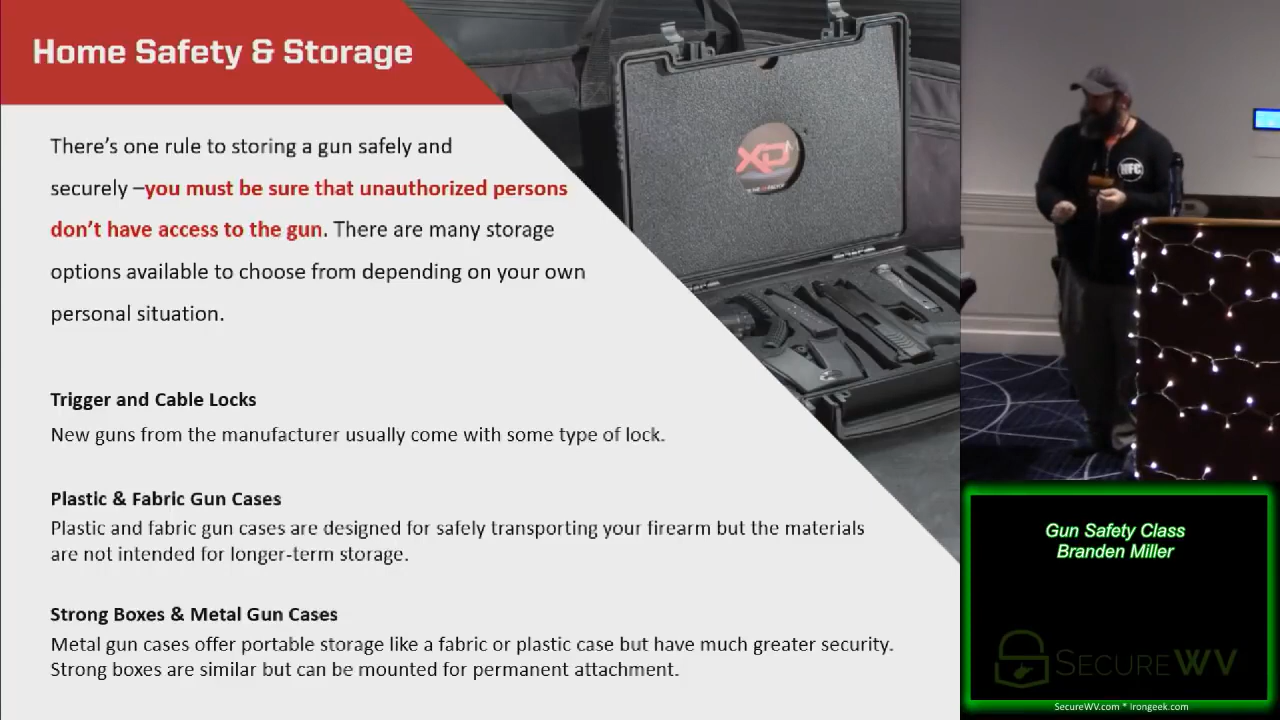 Home Safety & Storage
There's one rule to storing a gun safely and
securely –you must be sure that unauthorized persons
don't have access to the gun. There are many storage
options available to choose from depending on your own
personal situation.
Trigger and Cable Locks
New guns from the manufacturer usually come with some type of lock.
Plastic & Fabric Gun Cases
Plastic and fabric gun cases are designed for safely transporting your firearm but the materials
are not intended for longer-term storage.
Strong Boxes & Metal Gun Cases
Metal gun cases offer portable storage like a fabric or plastic case but have much greater security.
Strong boxes are similar but can be mounted for permanent attachment.
XDM
HFC
Gun Safety Class
Branden Miller
SECUREWV
SecureWV.com * Irongeek.com